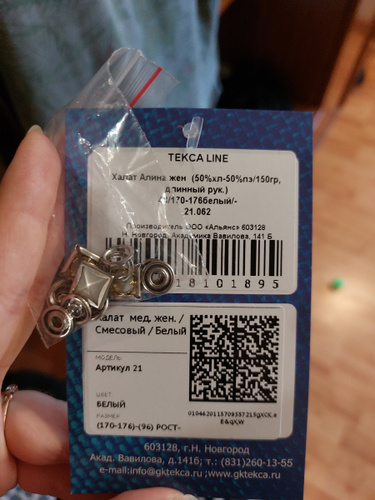 TEKCA LINE
Халат Алина жен (50%хл-50%пэ/150гр,
длинный рук.)
/170-176белый/-
21.062
Производитель ООО «Альянс» 603128
Н. Новгород, Академика Вавилова, 141 Б
18101895
Халат мед. жен. /
Смесовый / Белый
МОДЕЛЬ:
Артикул 21
ЦВЕТ:
БЕЛЫЙ
РАЗМЕР
(170-176)-(96) РОСТ-
603128, г.Н. Новгород
Акад. Вавилова, д.141б; т.: (831)260-13-55
e-mail:info@gktekca.ru ;www.gktekca.ru